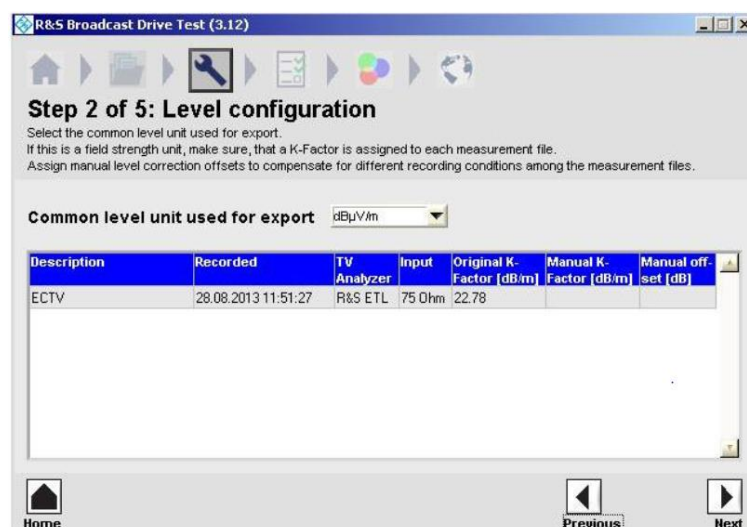 R&S Broadcast Drive Test (3.12)
Step 2 of 5: Level configuration
Select the common level unit used for export.
If this is a field strength unit, make sure, that a K-Factor is assigned to each measurement file.
Assign manual level correction offsets to compensate for different recording conditions among the measurement files.
Common level unit used for export dBµV/m
Description Recorded TV Analyzer Input Original K-Factor [dB/m] Manual K-Factor [dB/m] Manual off-set [dB]
ECTV 28.08.2013 11:51:27 R&S ETL 75 Ohm 22.78
Home Previous Next